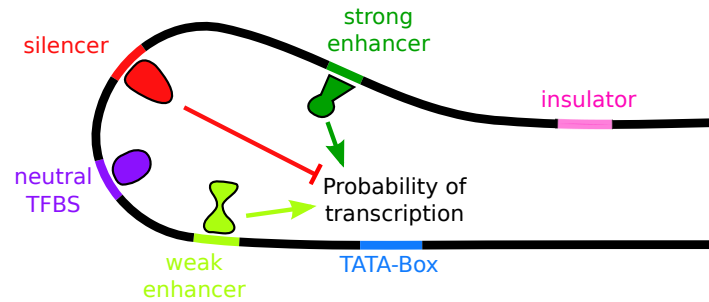 strong
enhancer
silencer
insulator
neutral
TFBS
Probability of
transcription
weak
enhancer
TATA-Box